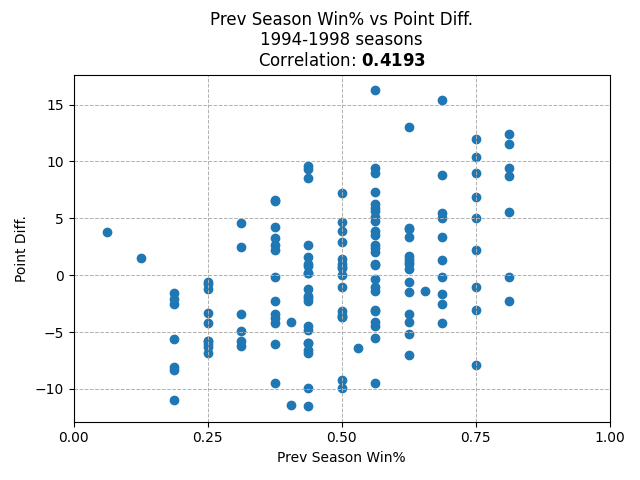 Prev Season Win% vs Point Diff.
1994-1998 seasons
Correlation: 0.4193
Point Diff.
15
10
5
0
−5
−10
0.00 0.25 0.50 0.75 1.00
Prev Season Win%